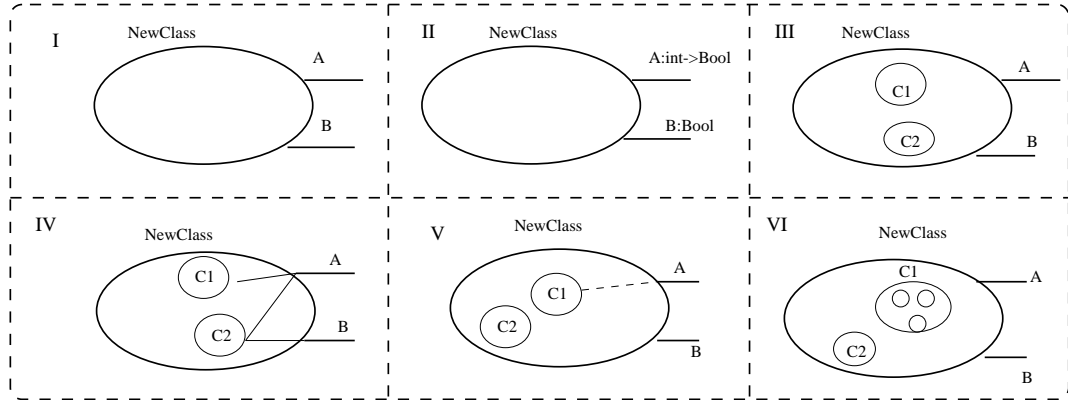 I
NewClass
A
B
II
NewClass
A:int->Bool
B:Bool
III
NewClass
A
C1
C2
B
IV
NewClass
A
C1
C2
B
V
NewClass
A
C1
C2
B
VI
NewClass
C1
A
C2
B